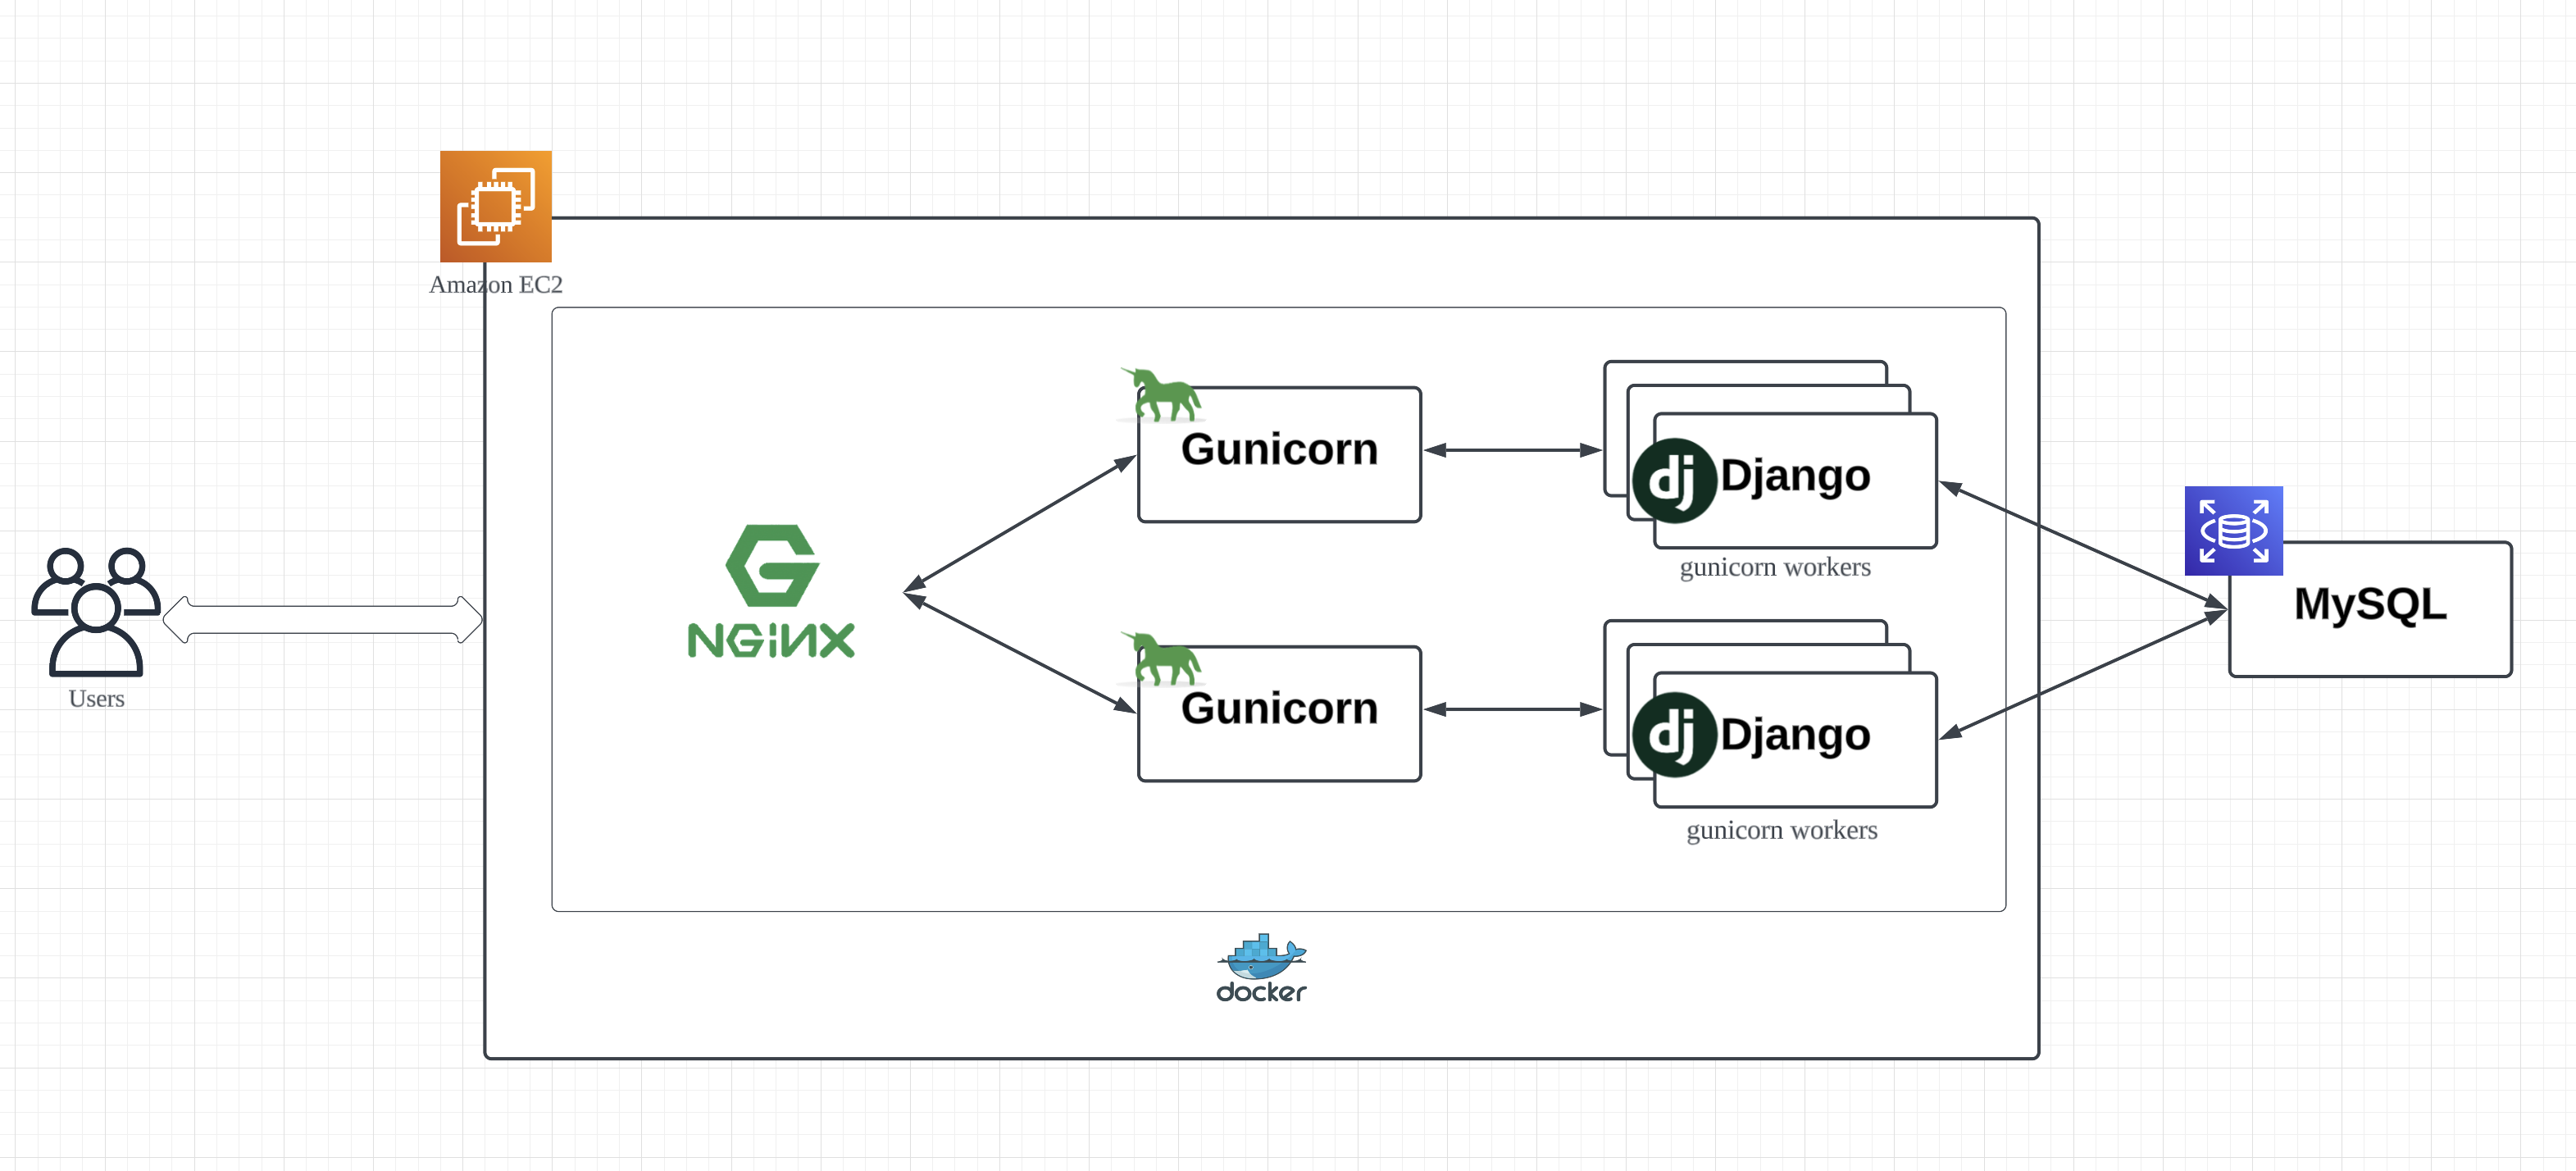 Amazon EC2
Users
NGiNX
Gunicorn
dj Django
gunicorn workers
Gunicorn
dj Django
gunicorn workers
MySQL
docker